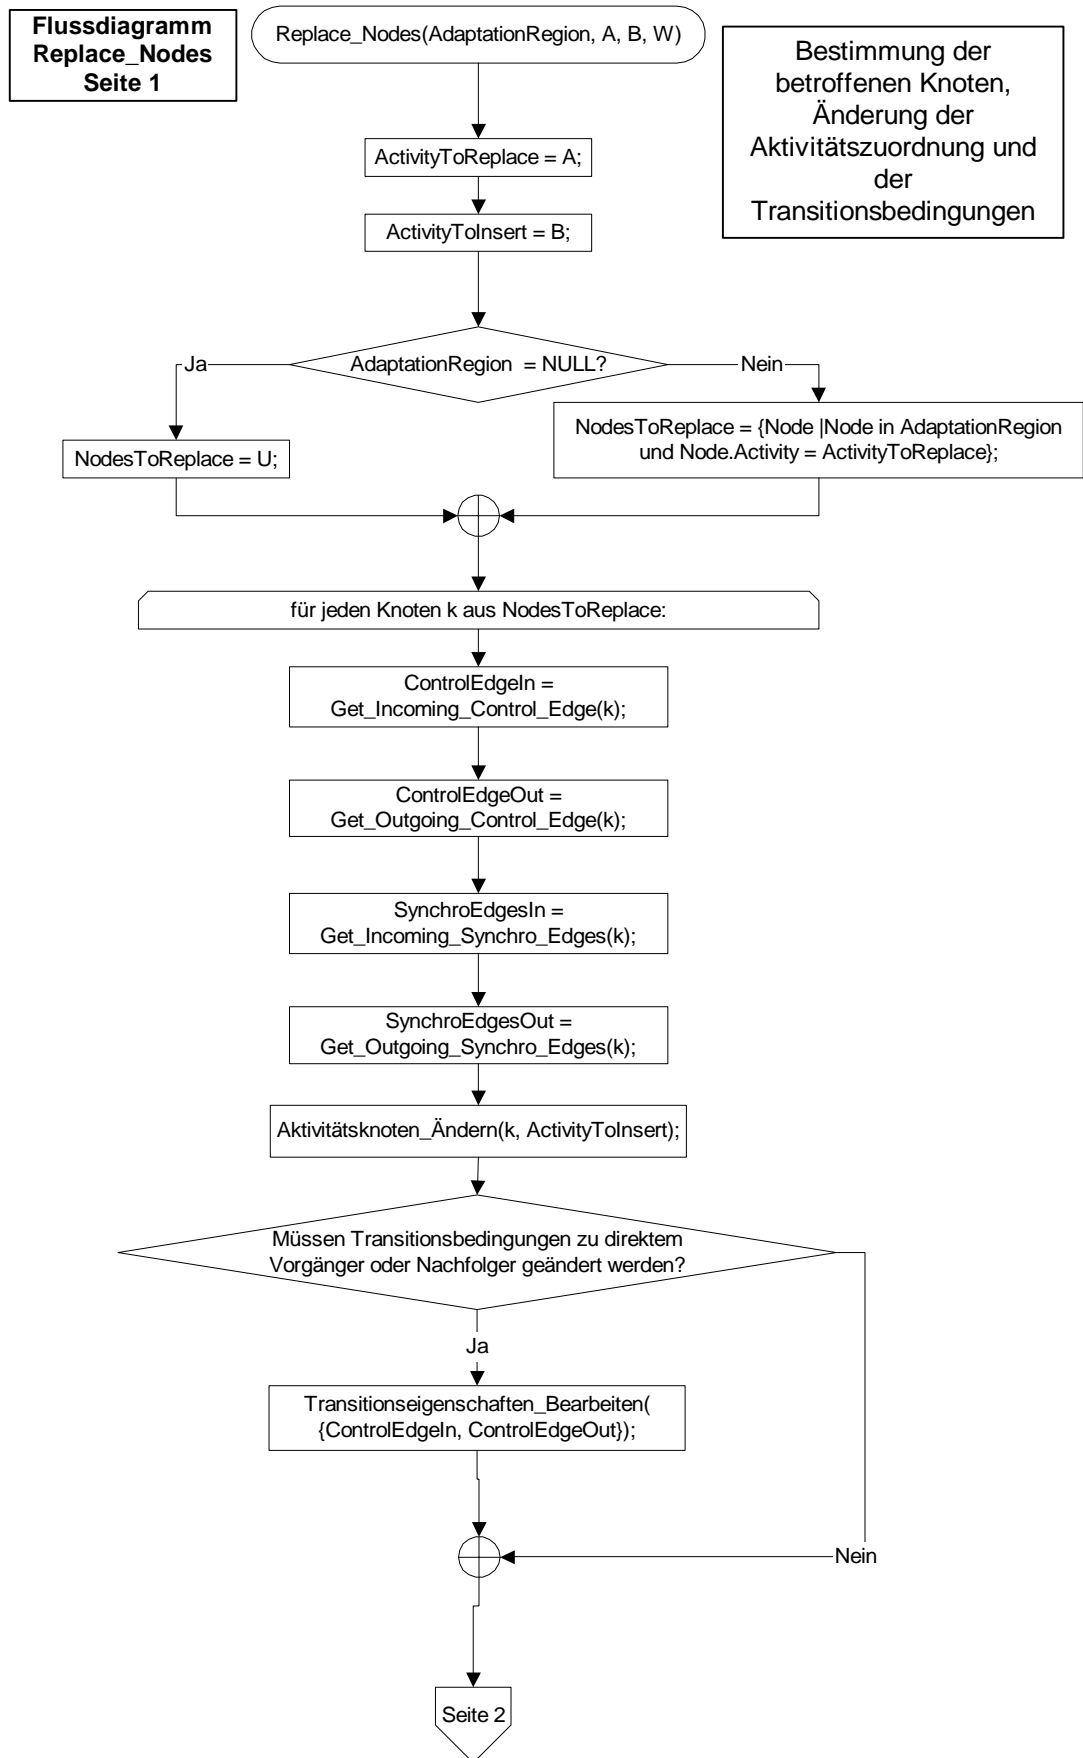 Flussdiagramm
Replace_Nodes
Seite 1
Replace_Nodes(AdaptationRegion, A, B, W)
Bestimmung der
betroffenen Knoten,
Änderung der
Aktivitätszuordnung und
der
Transitionsbedingungen
ActivityToReplace = A;
ActivityToInsert = B;
AdaptationRegion = NULL?
Ja
Nein
NodesToReplace = U;
NodesToReplace = {Node |Node in AdaptationRegion
und Node.Activity = ActivityToReplace};
für jeden Knoten k aus NodesToReplace:
ControlEdgeIn =
Get_Incoming_Control_Edge(k);
ControlEdgeOut =
Get_Outgoing_Control_Edge(k);
SynchroEdgesIn =
Get_Incoming_Synchro_Edges(k);
SynchroEdgesOut =
Get_Outgoing_Synchro_Edges(k);
Aktivitätsknoten_Ändern(k, ActivityToInsert);
Müssen Transitionsbedingungen zu direktem
Vorgänger oder Nachfolger geändert werden?
Ja
Transitionseigenschaften_Bearbeiten(
{ControlEdgeIn, ControlEdgeOut});
Nein
Seite 2